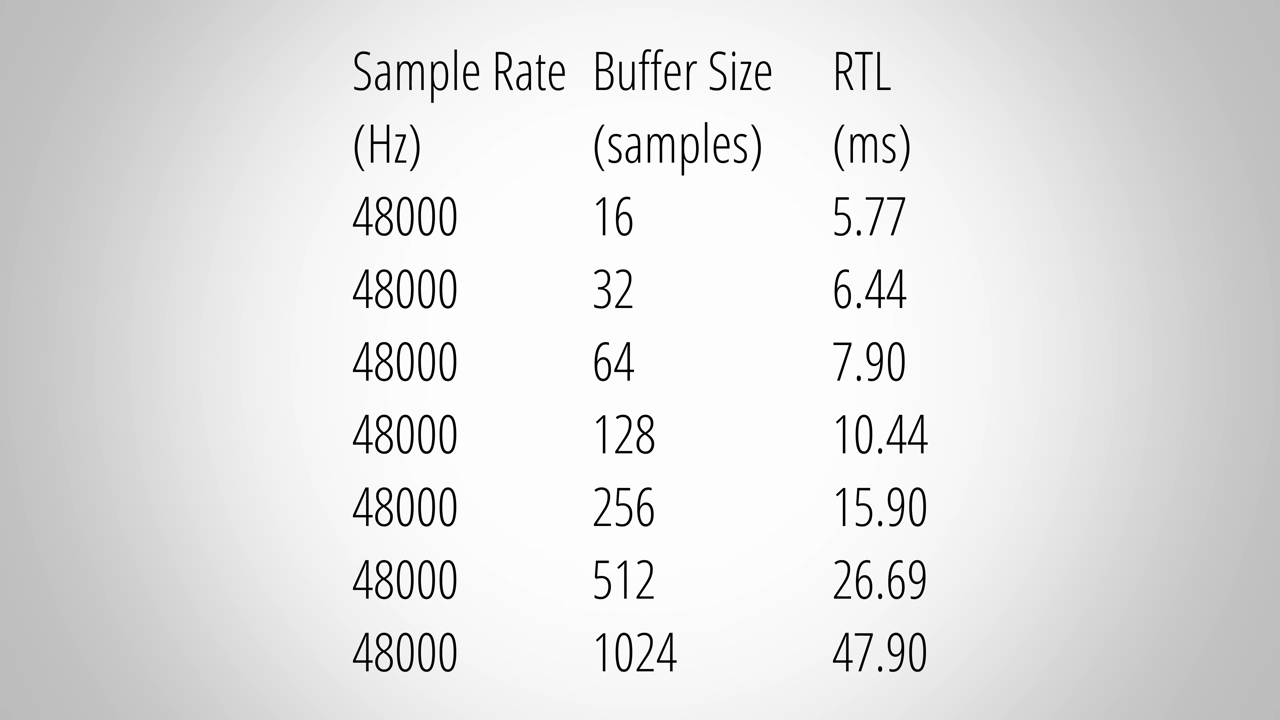 Sample Rate Buffer Size RTL
(Hz) (samples) (ms)
48000 16 5.77
48000 32 6.44
48000 64 7.90
48000 128 10.44
48000 256 15.90
48000 512 26.69
48000 1024 47.90